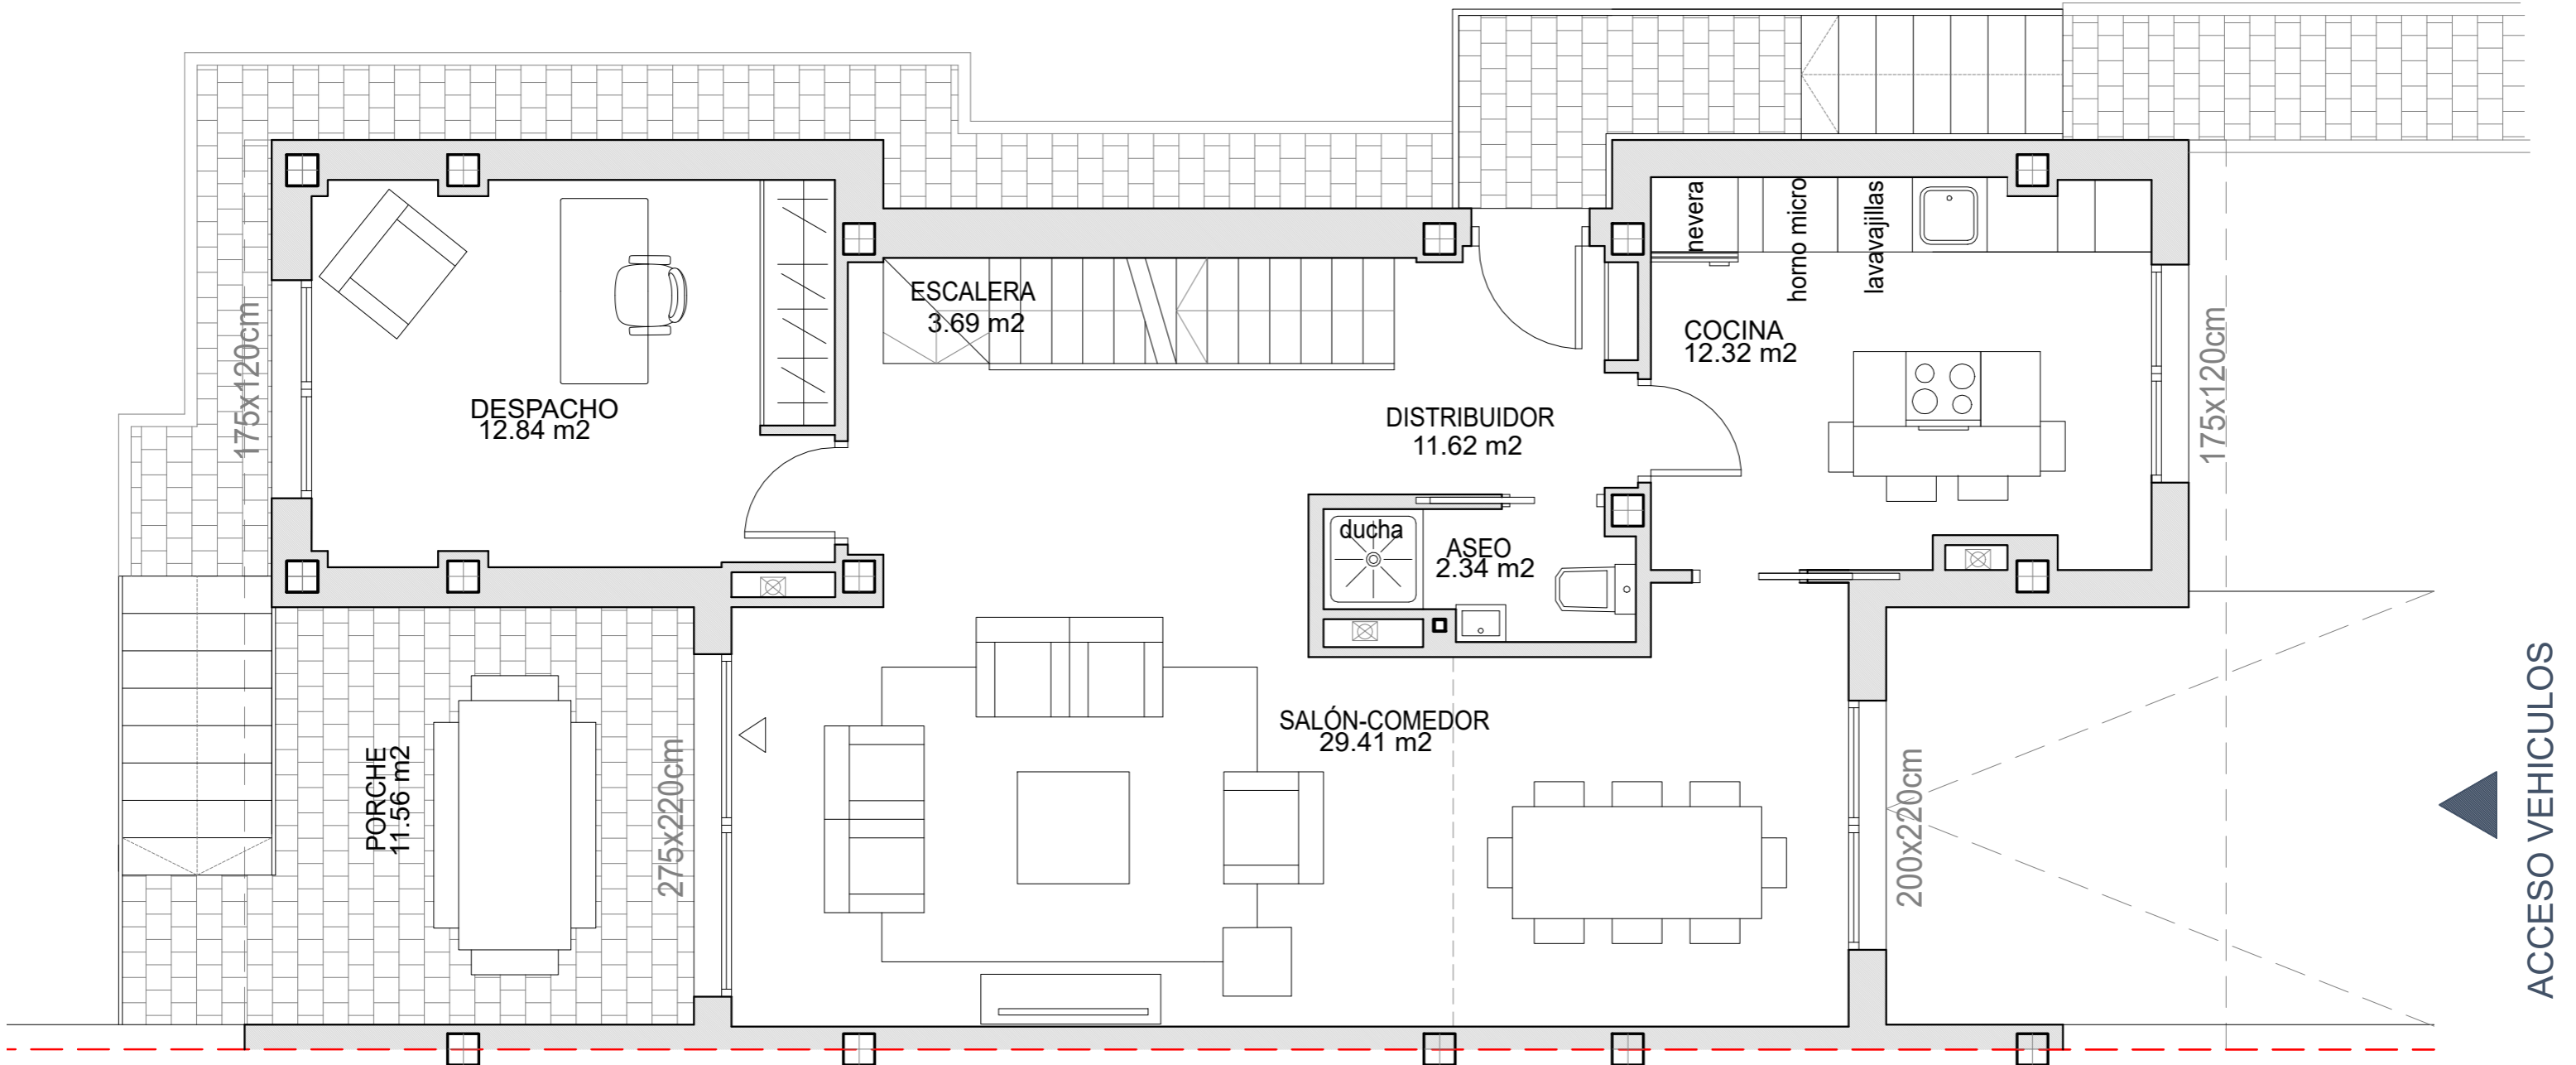 nevera
horno micro
lavavajillas
ESCALERA
3.69 m2
COCINA
12.32 m2
175x120cm
175x120cm
DESPACHO
12.84 m2
DISTRIBUIDOR
11.62 m2
ducha
ASEO
2.34 m2
SALÓN-COMEDOR
29.41 m2
PORCHE
11.56 m2
275x220cm
200x220cm
ACCESO VEHICULOS